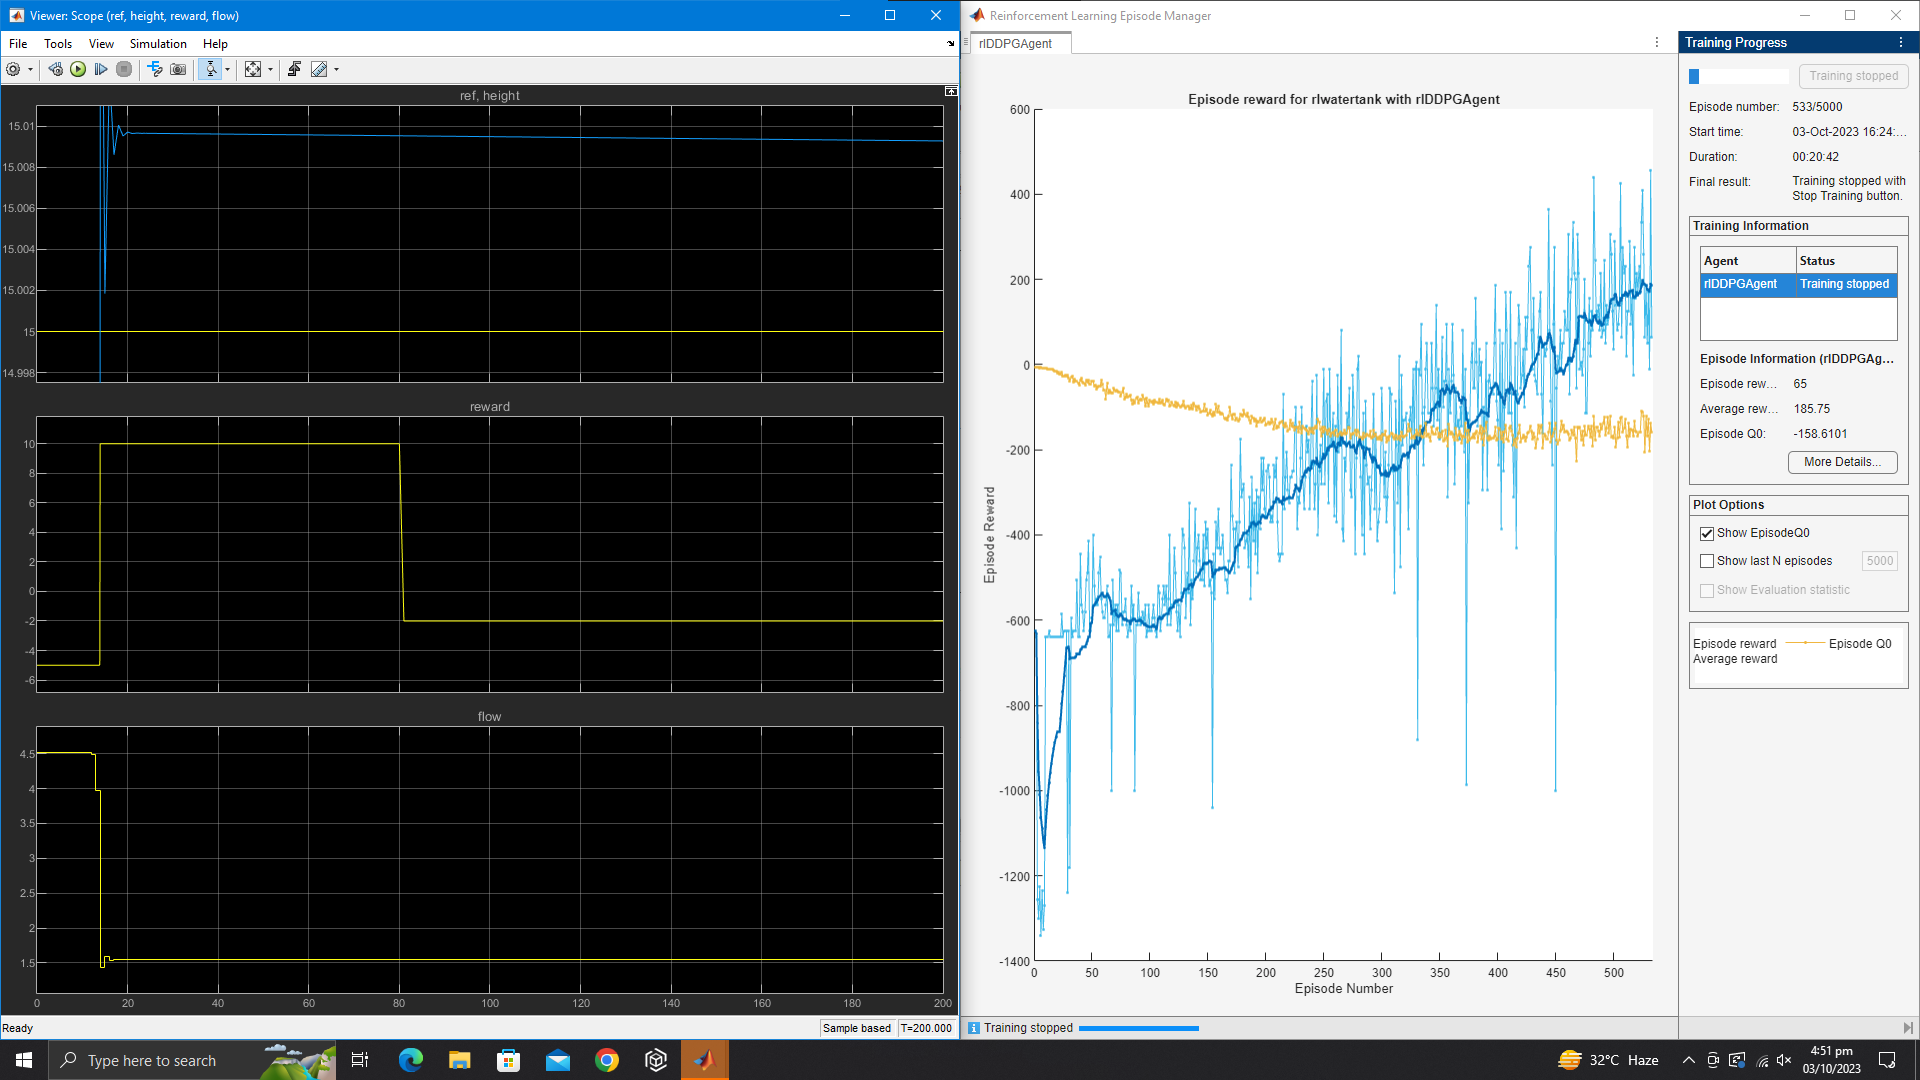 Viewer: Scope (ref, height, reward, flow)
File Tools View Simulation Help
ref, height
15.01
15.008
15.006
15.004
15.002
15
14.998
reward
10
8
6
4
2
0
-2
-4
-6
flow
4.5
4
3.5
3
2.5
2
1.5
0 20 40 60 80 100 120 140 160 180 200
Ready
Sample based T=200.000
Reinforcement Learning Episode Manager
rlDDPGAgent
Episode reward for rlwatertank with rlDDPGAgent
600
400
200
0
-200
-400
-600
-800
-1000
-1200
-1400
Episode Reward
0 50 100 150 200 250 300 350 400 450 500
Episode Number
Training stopped
Training Progress
Training stopped
Episode number: 533/5000
Start time: 03-Oct-2023 16:24:...
Duration: 00:20:42
Final result: Training stopped with
Stop Training button.
Training Information
Agent Status
rlDDPGAgent Training stopped
Episode Information (rlDDPGAg...
Episode rew... 65
Average rew... 185.75
Episode Q0: -158.6101
More Details...
Plot Options
Show EpisodeQ0
Show last N episodes 5000
Show Evaluation statistic
Episode reward Episode Q0
Average reward
Type here to search
32°C Haze
4:51 pm
03/10/2023